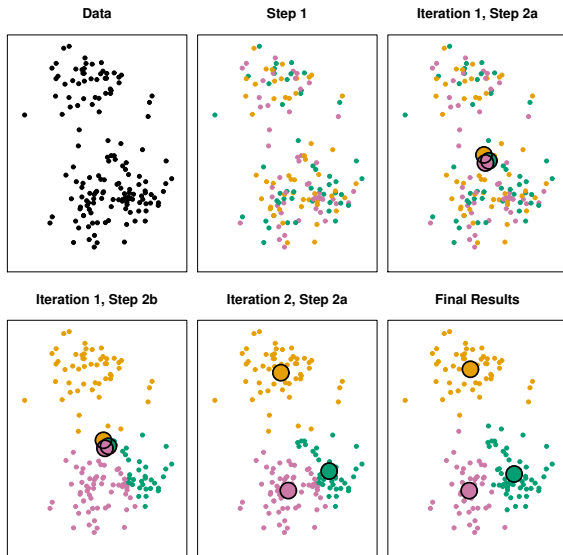 Data
Step 1
Iteration 1, Step 2a
Iteration 1, Step 2b
Iteration 2, Step 2a
Final Results